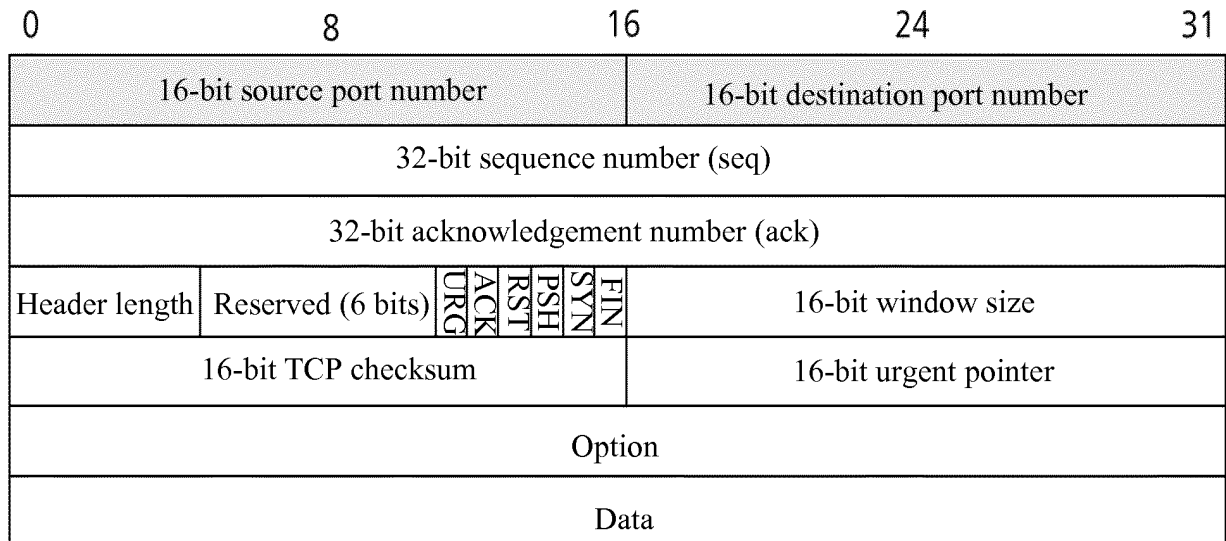 0 8 16 24 31
16-bit source port number 16-bit destination port number
32-bit sequence number (seq)
32-bit acknowledgement number (ack)
Header length Reserved (6 bits) URG ACK RST PSH SYN FIN 16-bit window size
16-bit TCP checksum 16-bit urgent pointer
Option
Data